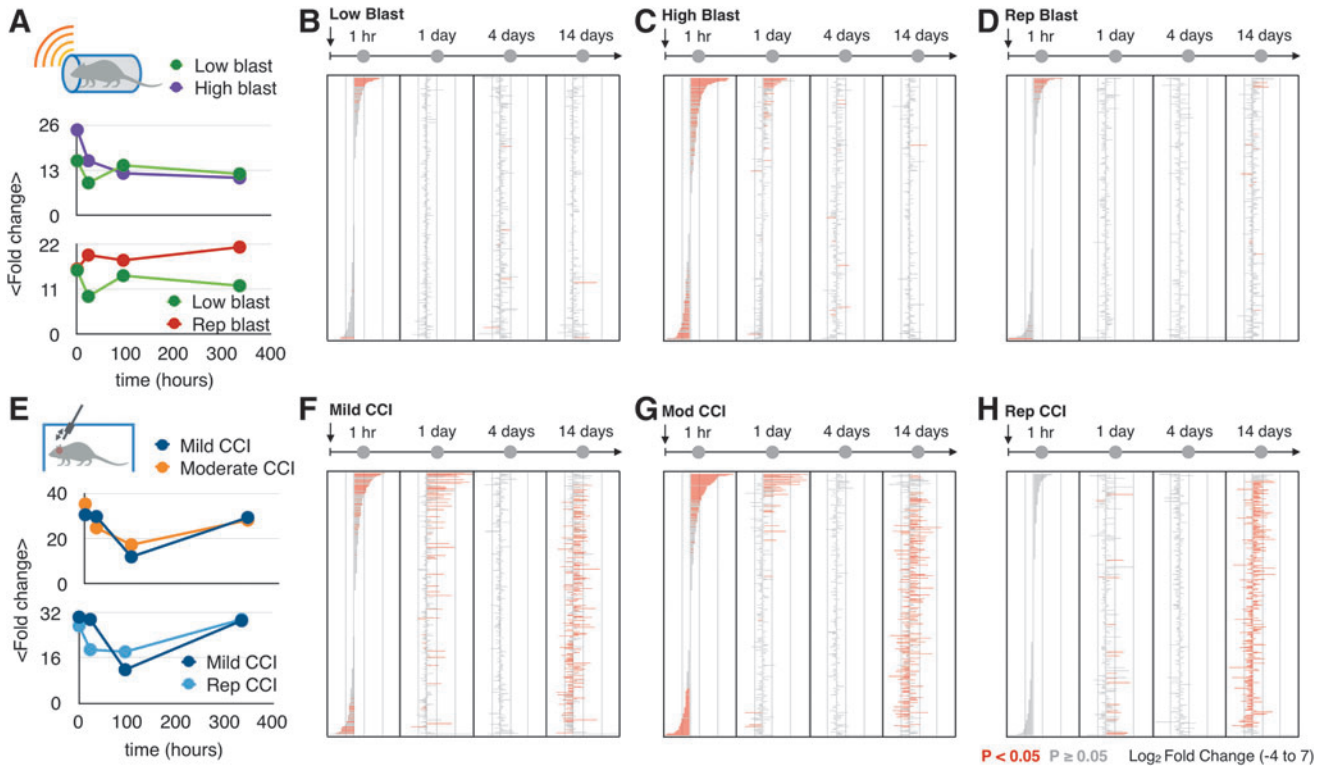 A
Low blast
High blast
26
13
0
<Fold change>
22
11
0
Low blast
Rep blast
0 100 200 300 400
time (hours)
B Low Blast
1 hr 1 day 4 days 14 days
C High Blast
1 hr 1 day 4 days 14 days
D Rep Blast
1 hr 1 day 4 days 14 days
E
Mild CCI
Moderate CCI
40
20
0
<Fold change>
32
16
0
Mild CCI
Rep CCI
0 100 200 300 400
time (hours)
F Mild CCI
1 hr 1 day 4 days 14 days
G Mod CCI
1 hr 1 day 4 days 14 days
H Rep CCI
1 hr 1 day 4 days 14 days
P < 0.05 P ≥ 0.05 Log₂ Fold Change (-4 to 7)